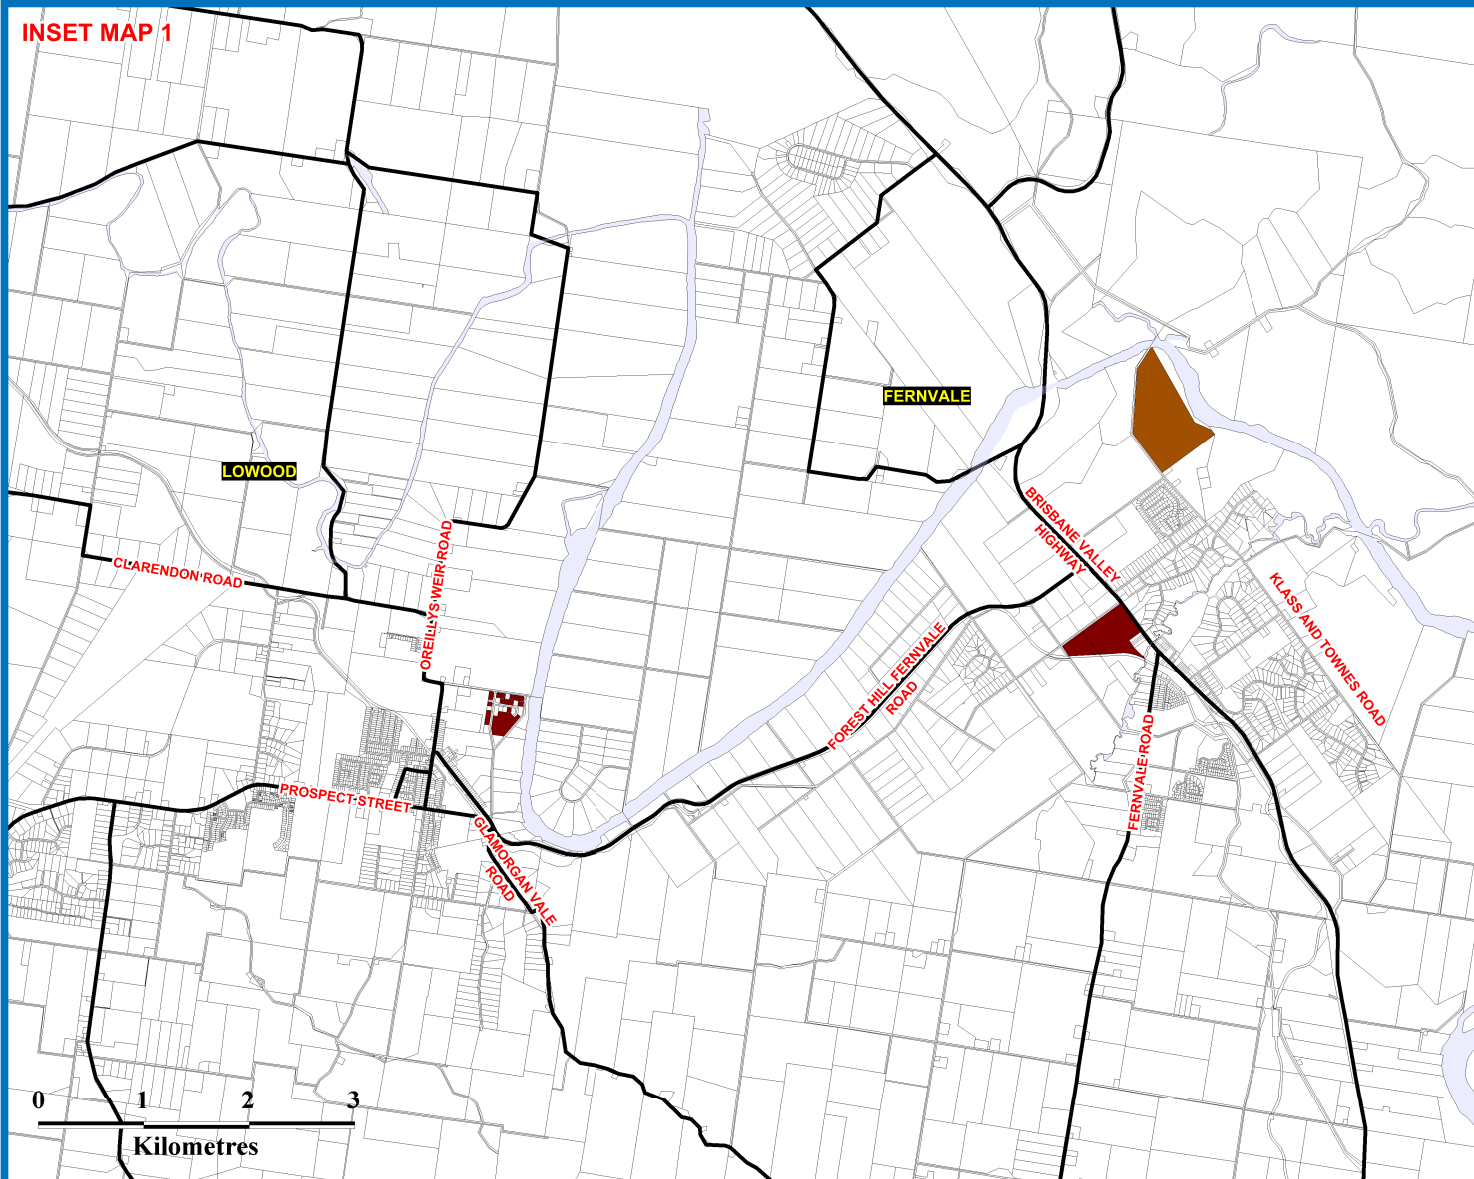 INSET MAP 1
FERNVALE
LOWOOD
BRISBANE VALLEY
HIGHWAY
CLARENDON ROAD
OREILLYS WEIR ROAD
KLASS AND TOWNES ROAD
FOREST HILL FERNVALE
ROAD
FERNVALE ROAD
PROSPECT STREET
GLAMORGAN VALE
ROAD
0 1 2 3
Kilometres